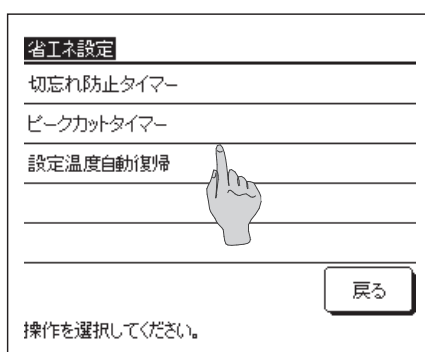 省エネ設定
切忘れ防止タイマー
ピークカットタイマー
設定温度自動復帰
戻る
操作を選択してください。